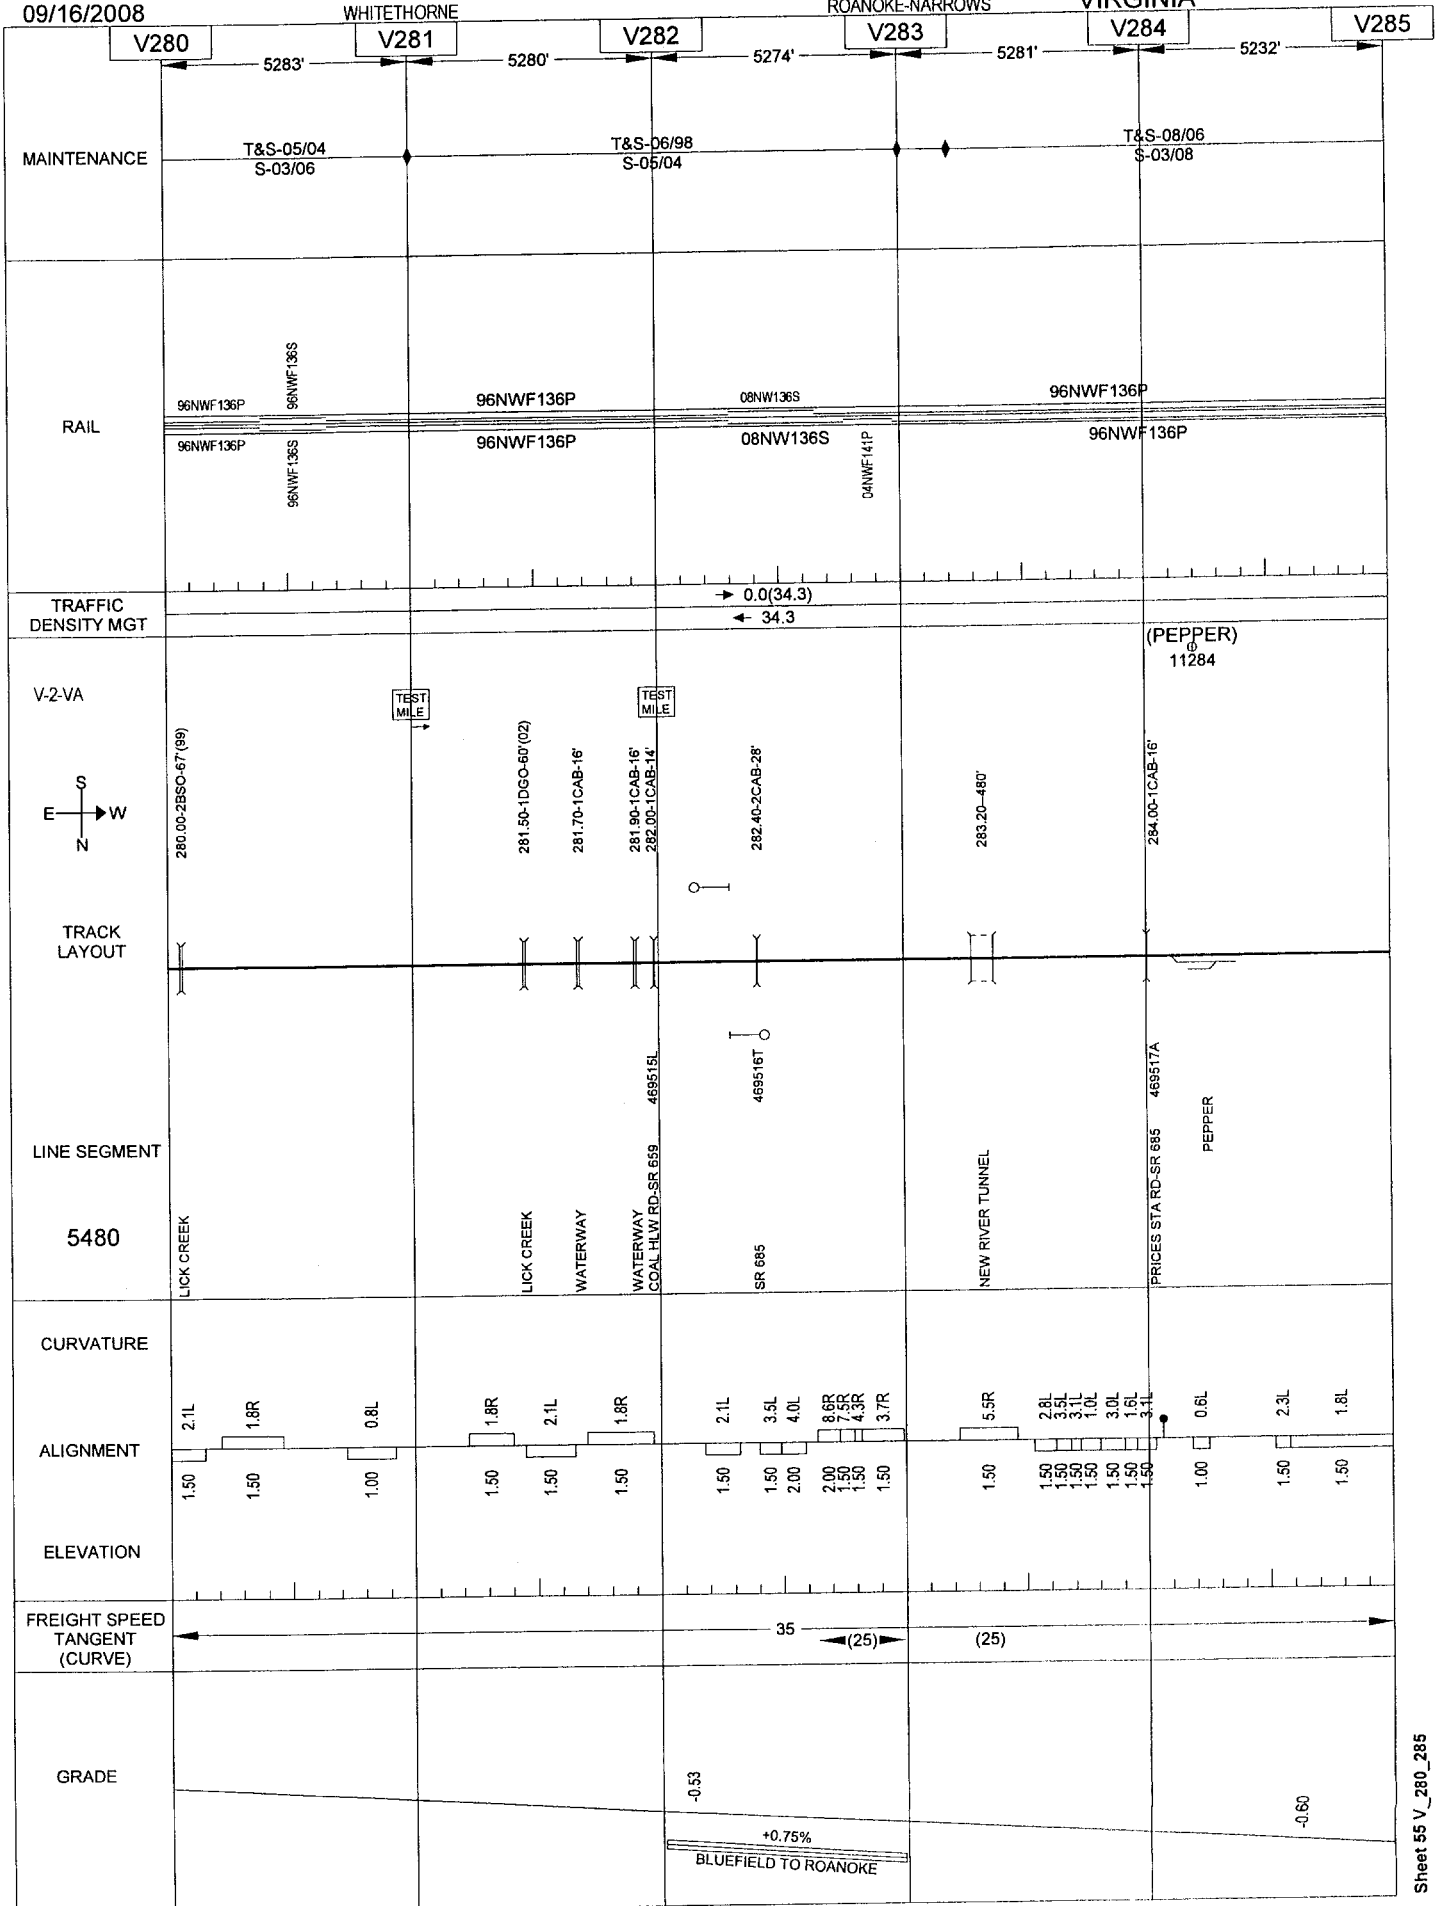 09/16/2008 WHITETHORNE ROANOKE-NARROWS VIRGINIA
V280 V281 V282 V283 V284 V285
5283' 5280' 5274' 5281' 5232'
MAINTENANCE
T&S-05/04 T&S-06/98 T&S-08/06
S-03/06 S-05/04 S-03/08
RAIL
96NWF136P 96NWF136S 96NWF136P 08NW136S 96NWF136P
96NWF136P 96NWF136S 96NWF136P 08NW136S 04NWF141P 96NWF136P
TRAFFIC
DENSITY MGT
→ 0.0(34.3)
← 34.3
(PEPPER)
11284
V-2-VA
TEST
MILE
TEST
MILE
S
E W
N
280.00-2BSO-67'(99)
281.50-1DGO-60'(02)
281.70-1CAB-16'
281.90-1CAB-16'
282.00-1CAB-14'
282.40-2CAB-28'
283.20--480'
284.00-1CAB-16'
TRACK
LAYOUT
469515L
469516T
469517A
LINE SEGMENT
5480
LICK CREEK
LICK CREEK
WATERWAY
WATERWAY
COAL HLW RD-SR 659
SR 685
NEW RIVER TUNNEL
PRICES STA RD-SR 685
PEPPER
CURVATURE
2.1L 1.8R 0.8L 1.8R 2.1L 1.8R 2.1L 3.5L 4.0L 8.6R 7.5R 4.3R 3.7R 5.5R 2.8L 3.5L 3.1L 1.0L 3.0L 1.6L 3.1L 0.6L 2.3L 1.8L
ALIGNMENT
1.50 1.50 1.00 1.50 1.50 1.50 1.50 1.50 2.00 2.00 1.50 1.50 1.50 1.50 1.50 1.50 1.50 1.50 1.50 1.50 1.50 1.00 1.50 1.50
ELEVATION
FREIGHT SPEED
TANGENT
(CURVE)
35
(25) (25)
GRADE
-0.53
-0.60
+0.75%
BLUEFIELD TO ROANOKE
Sheet 55 V_280_285